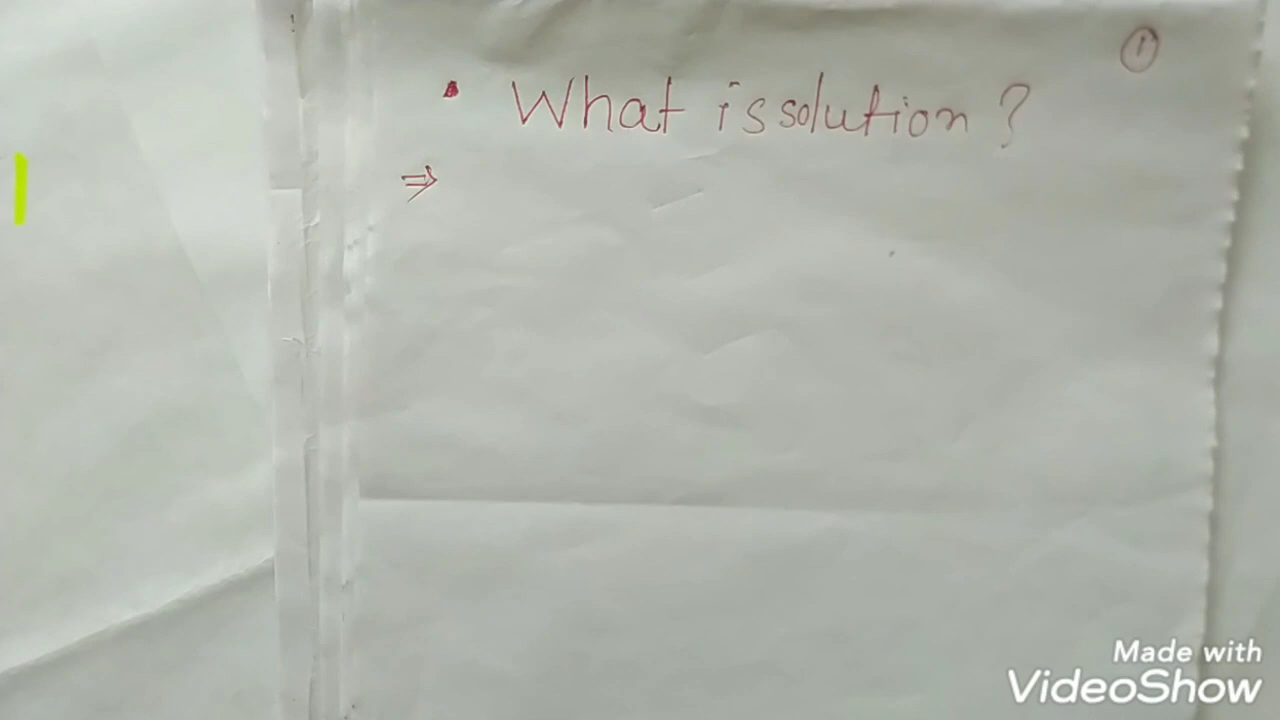 ①
• What is solution ?
⇒
Made with
VideoShow